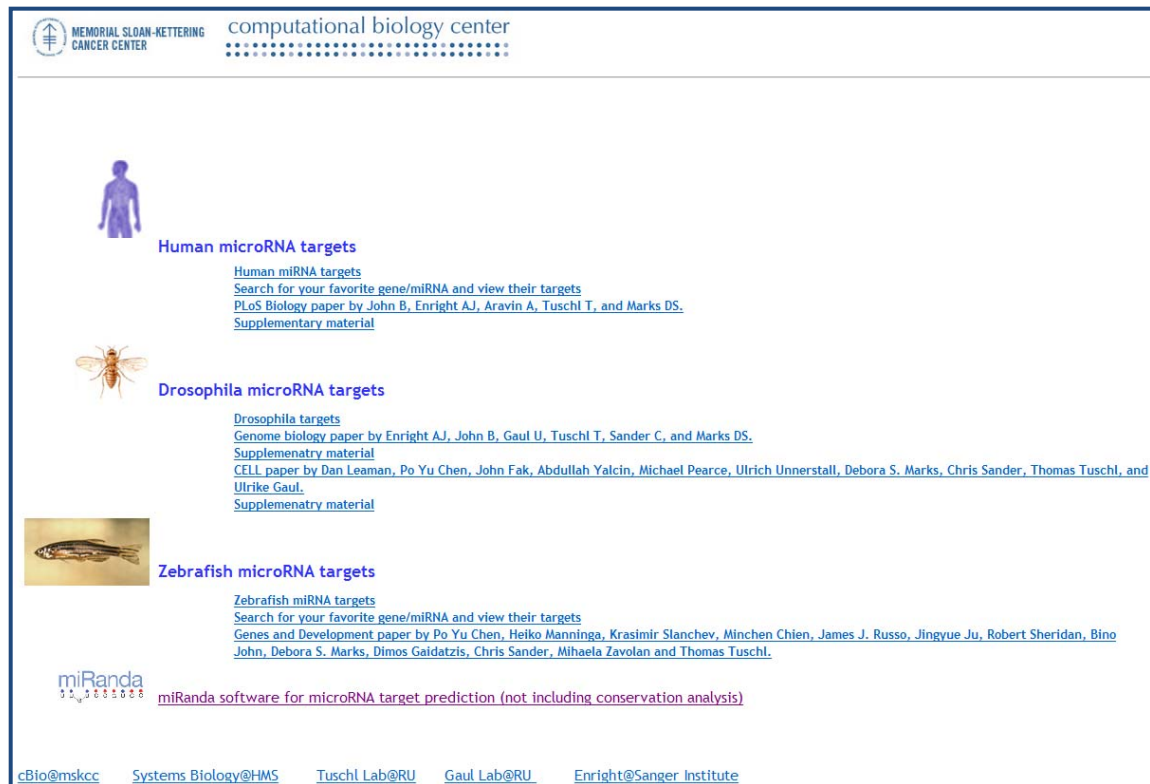 MEMORIAL SLOAN-KETTERING
CANCER CENTER
computational biology center
Human microRNA targets
Human miRNA targets
Search for your favorite gene/miRNA and view their targets
PLoS Biology paper by John B, Enright AJ, Aravin A, Tuschl T, and Marks DS.
Supplementary material
Drosophila microRNA targets
Drosophila targets
Genome biology paper by Enright AJ, John B, Gaul U, Tuschl T, Sander C, and Marks DS.
Supplemenatry material
CELL paper by Dan Leaman, Po Yu Chen, John Fak, Abdullah Yalcin, Michael Pearce, Ulrich Unnerstall, Debora S. Marks, Chris Sander, Thomas Tuschl, and
Ulrike Gaul.
Supplemenatry material
Zebrafish microRNA targets
Zebrafish miRNA targets
Search for your favorite gene/miRNA and view their targets
Genes and Development paper by Po Yu Chen, Heiko Manninga, Krasimir Slanchev, Minchen Chien, James J. Russo, Jingyue Ju, Robert Sheridan, Bino
John, Debora S. Marks, Dimos Gaidatzis, Chris Sander, Mihaela Zavolan and Thomas Tuschl.
miRanda
miRanda software for microRNA target prediction (not including conservation analysis)
cBio@mskcc Systems Biology@HMS Tuschl Lab@RU Gaul Lab@RU Enright@Sanger Institute